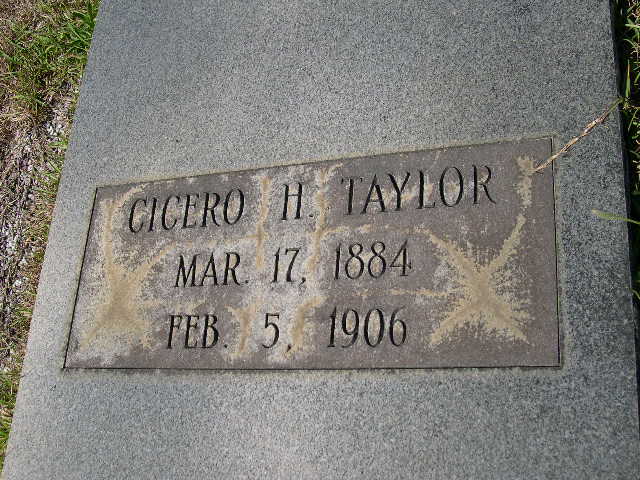 CICERO H. TAYLOR
MAR. 17, 1884
FEB. 5, 1906